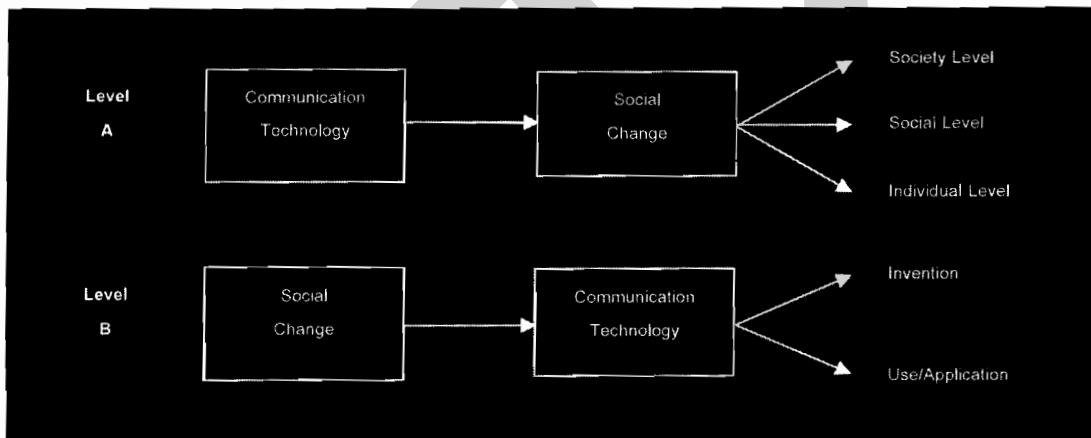 Level
A
Communication
Technology
Social
Change
Society Level
Social Level
Individual Level
Level
B
Social
Change
Communication
Technology
Invention
Use/Application